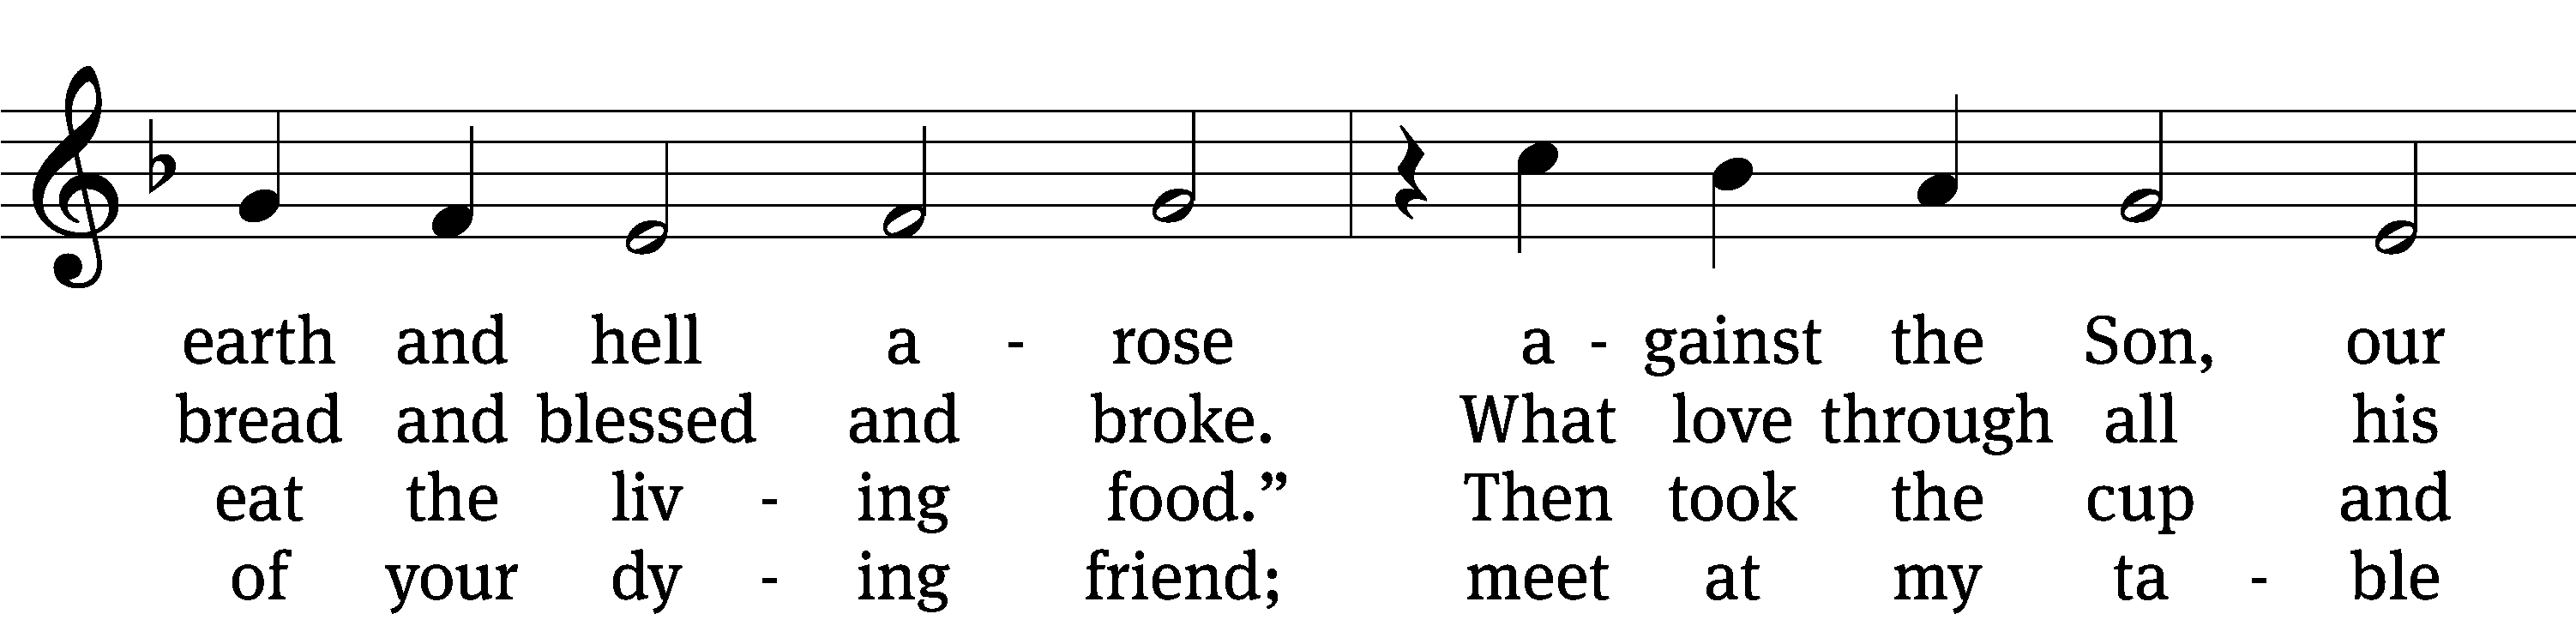 earth and hell a - rose a - gainst the Son, our
bread and blessed and broke. What love through all his
eat the liv - ing food.” Then took the cup and
of your dy - ing friend; meet at my ta - ble